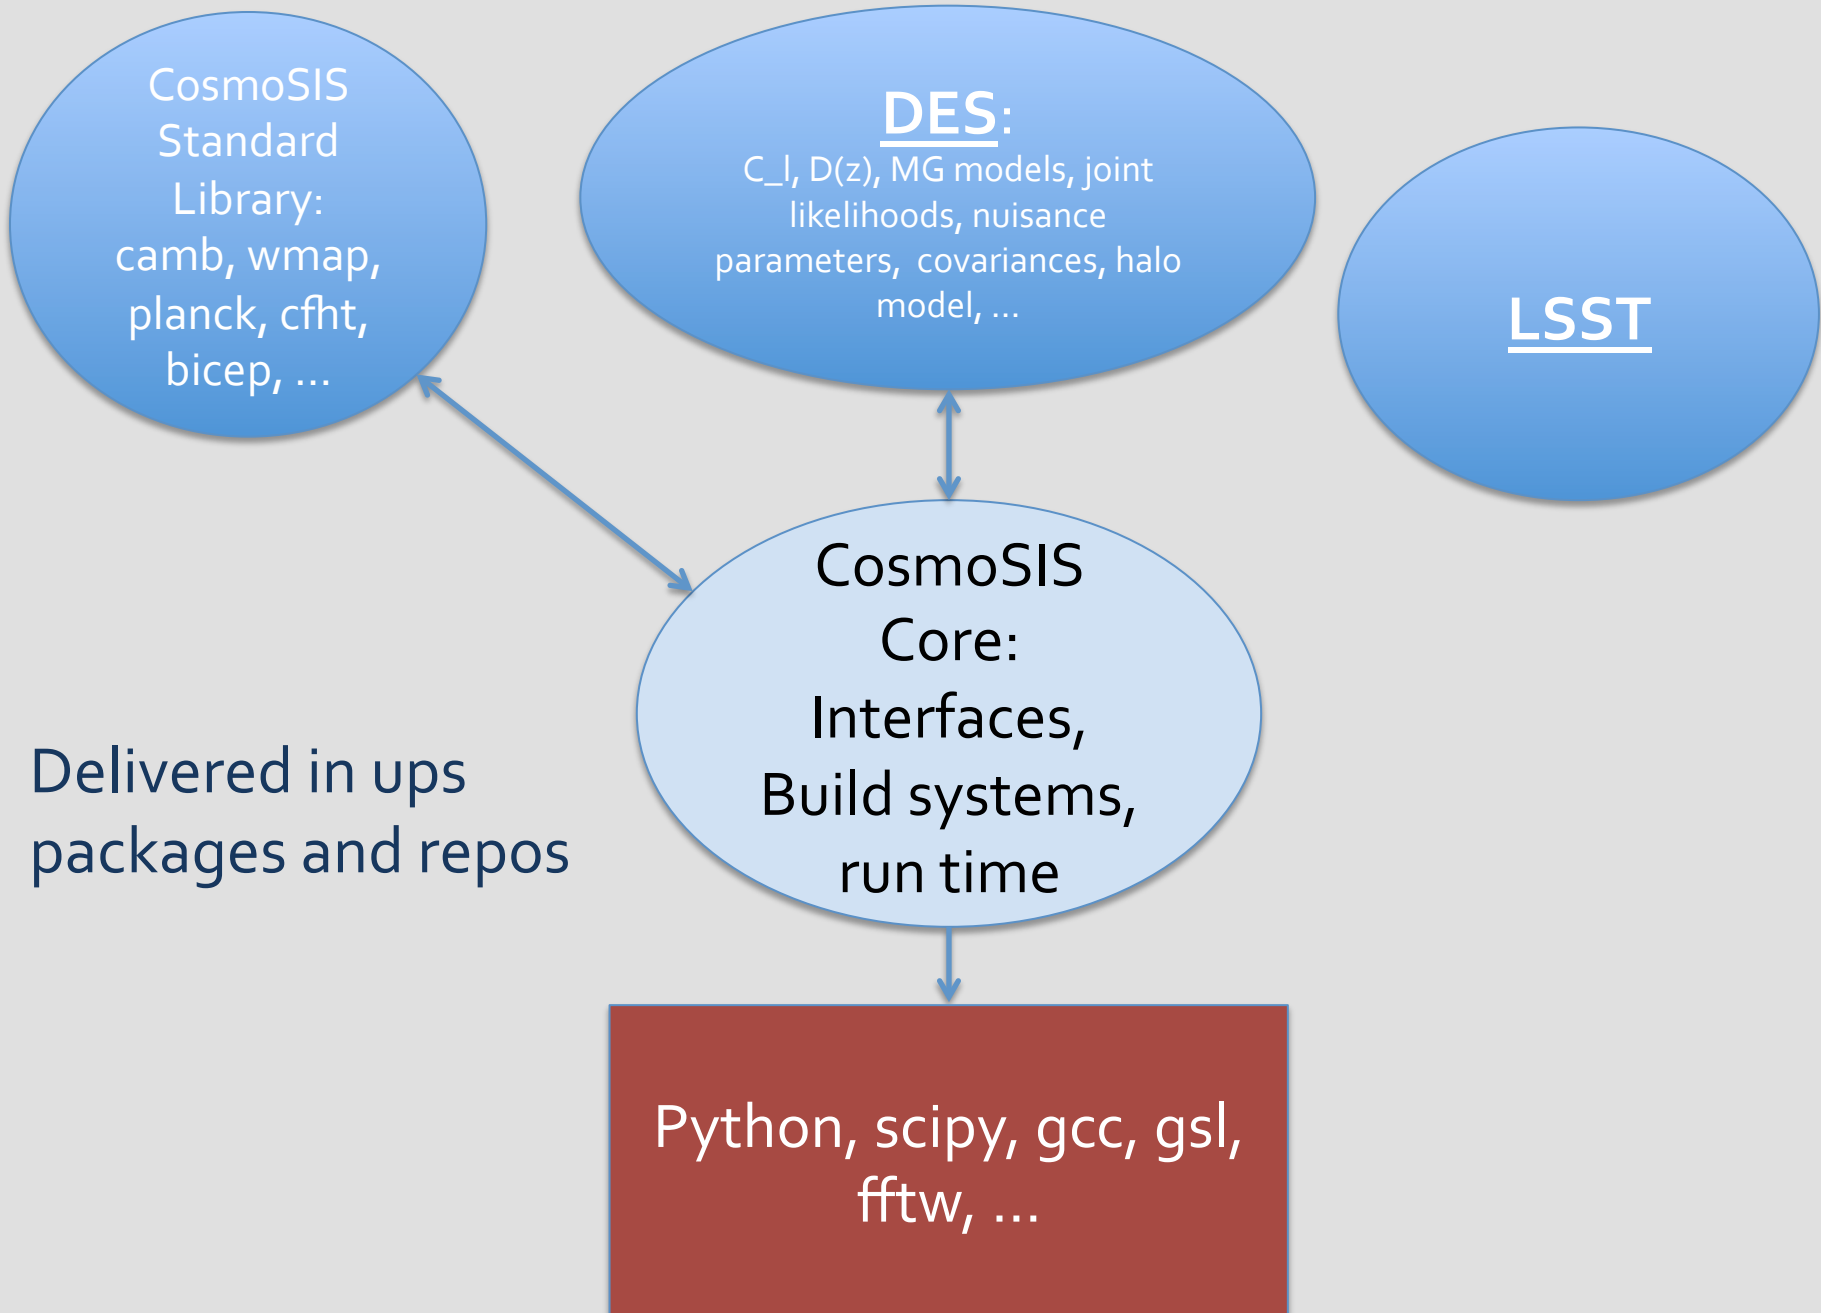 CosmoSIS
Standard
Library:
camb, wmap,
planck, cfht,
bicep, ...
DES:
C_l, D(z), MG models, joint
likelihoods, nuisance
parameters, covariances, halo
model, ...
LSST
CosmoSIS
Core:
Interfaces,
Build systems,
run time
Delivered in ups
packages and repos
Python, scipy, gcc, gsl,
fftw, ...